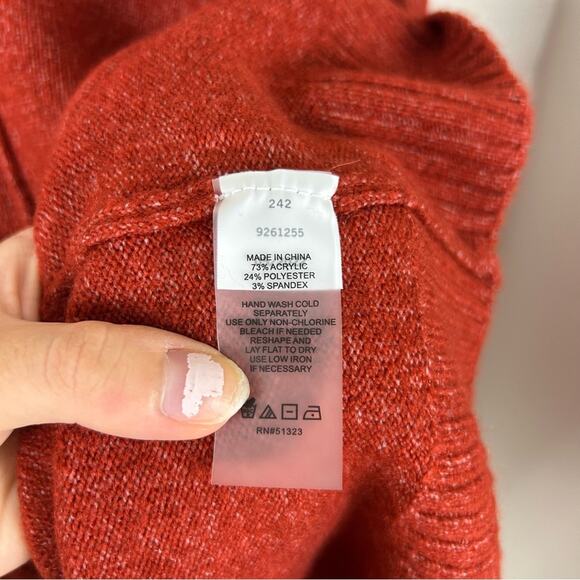 242
9261255
MADE IN CHINA
73% ACRYLIC
24% POLYESTER
3% SPANDEX
HAND WASH COLD
SEPARATELY
USE ONLY NON-CHLORINE
BLEACH IF NEEDED
RESHAPE AND
LAY FLAT TO DRY
USE LOW IRON
IF NECESSARY
RN#51323